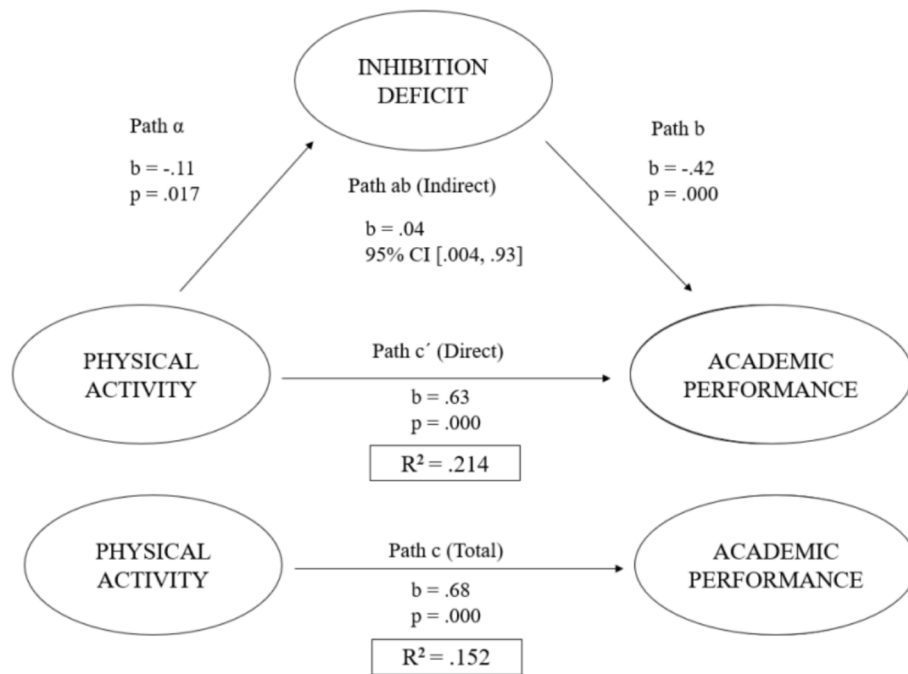 INHIBITION
DEFICIT
Path α
b = -.11
p = .017
Path b
b = -.42
p = .000
Path ab (Indirect)
b = .04
95% CI [.004, .93]
PHYSICAL
ACTIVITY
Path c´ (Direct)
b = .63
p = .000
R² = .214
ACADEMIC
PERFORMANCE
PHYSICAL
ACTIVITY
Path c (Total)
b = .68
p = .000
R² = .152
ACADEMIC
PERFORMANCE